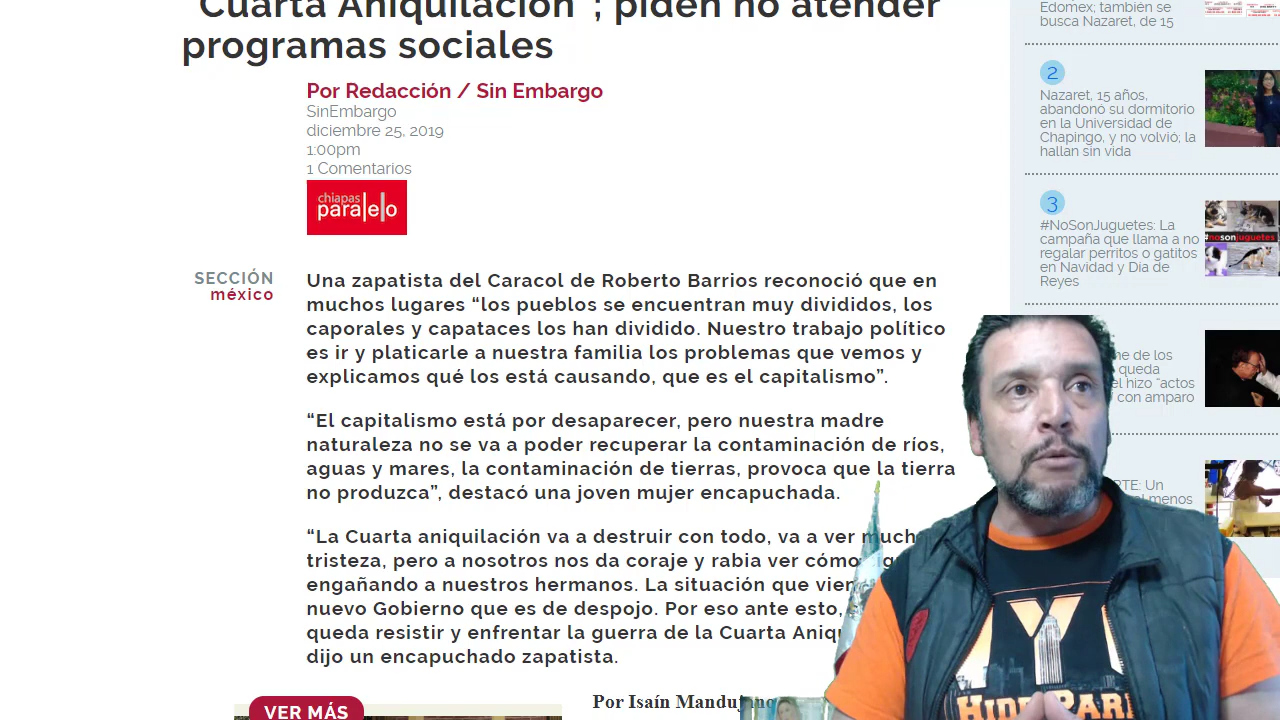 "Cuarta Aniquilación"; piden no atender
programas sociales
Por Redacción / Sin Embargo
SinEmbargo
diciembre 25, 2019
1:00pm
1 Comentarios
chiapas
paralelo
SECCIÓN
méxico
Una zapatista del Caracol de Roberto Barrios reconoció que en
muchos lugares “los pueblos se encuentran muy divididos, los
caporales y capataces los han dividido. Nuestro trabajo político
es ir y platicarle a nuestra familia los problemas que vemos y
explicamos qué los está causando, que es el capitalismo”.
“El capitalismo está por desaparecer, pero nuestra madre
naturaleza no se va a poder recuperar la contaminación de ríos,
aguas y mares, la contaminación de tierras, provoca que la tierra
no produzca”, destacó una joven mujer encapuchada.
“La Cuarta aniquilación va a destruir con todo, va a ver
tristeza, pero a nosotros nos da coraje y rabia ver cómo
engañando a nuestros hermanos. La situación que
nuevo Gobierno que es de despojo. Por eso ante esto,
queda resistir y enfrentar la guerra de la Cuarta
dijo un encapuchado zapatista.
VER MÁS
Por Isaín
Edomex; también se
busca Nazaret, de 15
2
Nazaret, 15 años,
abandonó su dormitorio
en la Universidad de
Chapingo, y no volvió; la
hallan sin vida
3
#NoSonJuguetes: La
campaña que llama a no
regalar perritos o gatitos
en Navidad y Día de
Reyes
#nosonjuguetes
de los
queda
hizo “actos
con amparo
Un
menos